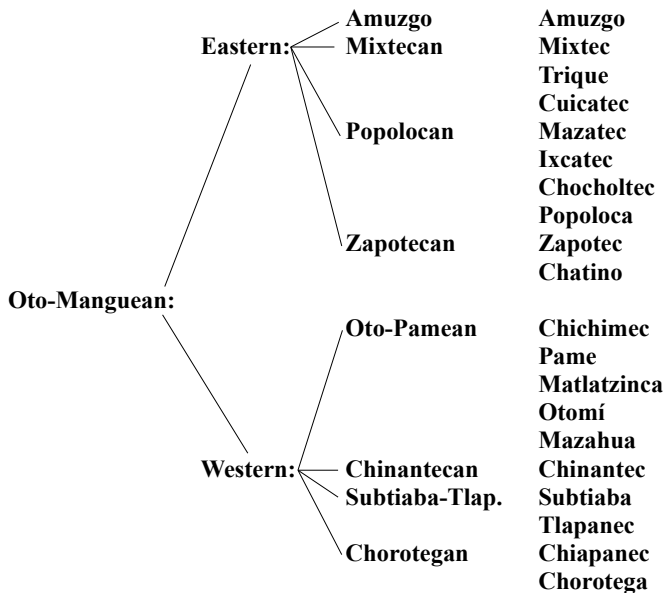 Amuzgo Amuzgo
Eastern: Mixtecan Mixtec
Trique
Cuicatec
Popolocan Mazatec
Ixcatec
Chocholtec
Popoloca
Zapotecan Zapotec
Chatino
Oto-Manguean:
Oto-Pamean Chichimec
Pame
Matlatzinca
Otomí
Mazahua
Western: Chinantecan Chinantec
Subtiaba-Tlap. Subtiaba
Tlapanec
Chorotegan Chiapanec
Chorotega